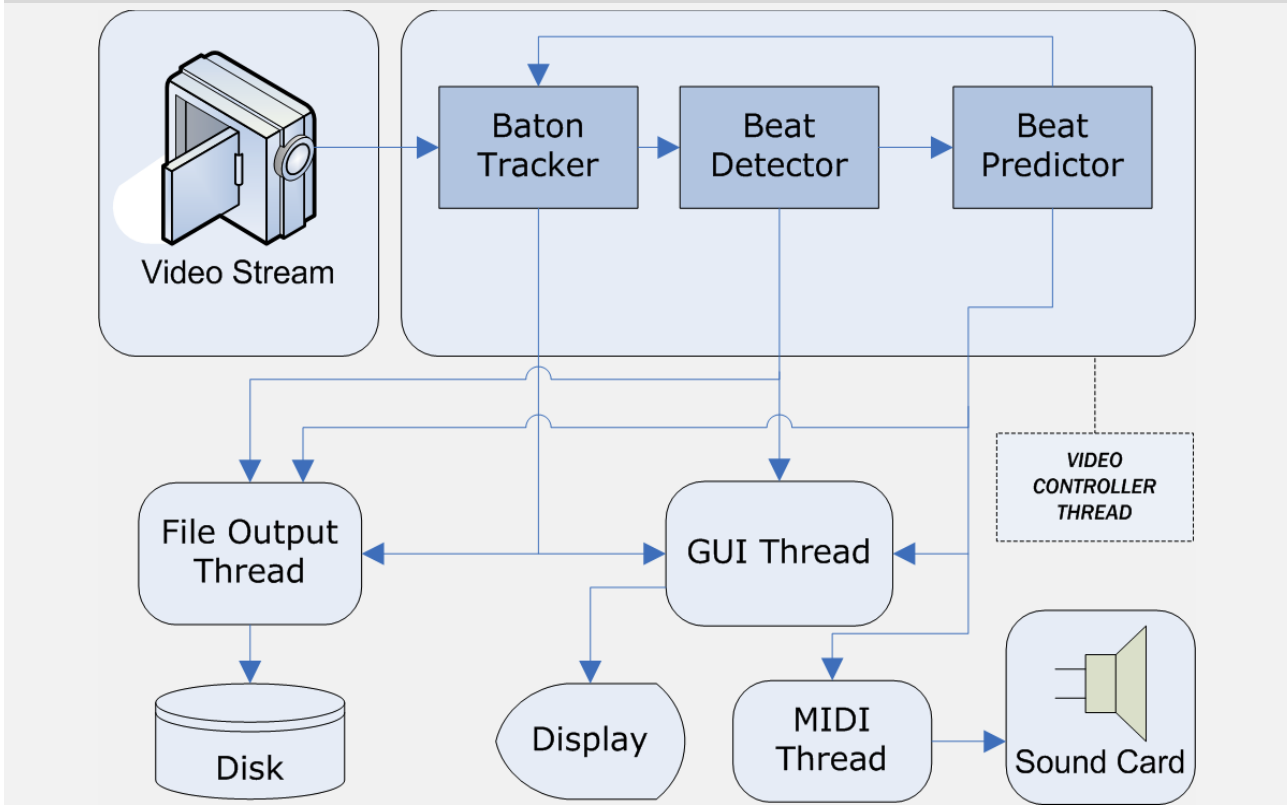 Baton
Tracker
Beat
Detector
Beat
Predictor
Video Stream
VIDEO
CONTROLLER
THREAD
File Output
Thread
GUI Thread
Disk
Display
MIDI
Thread
Sound Card